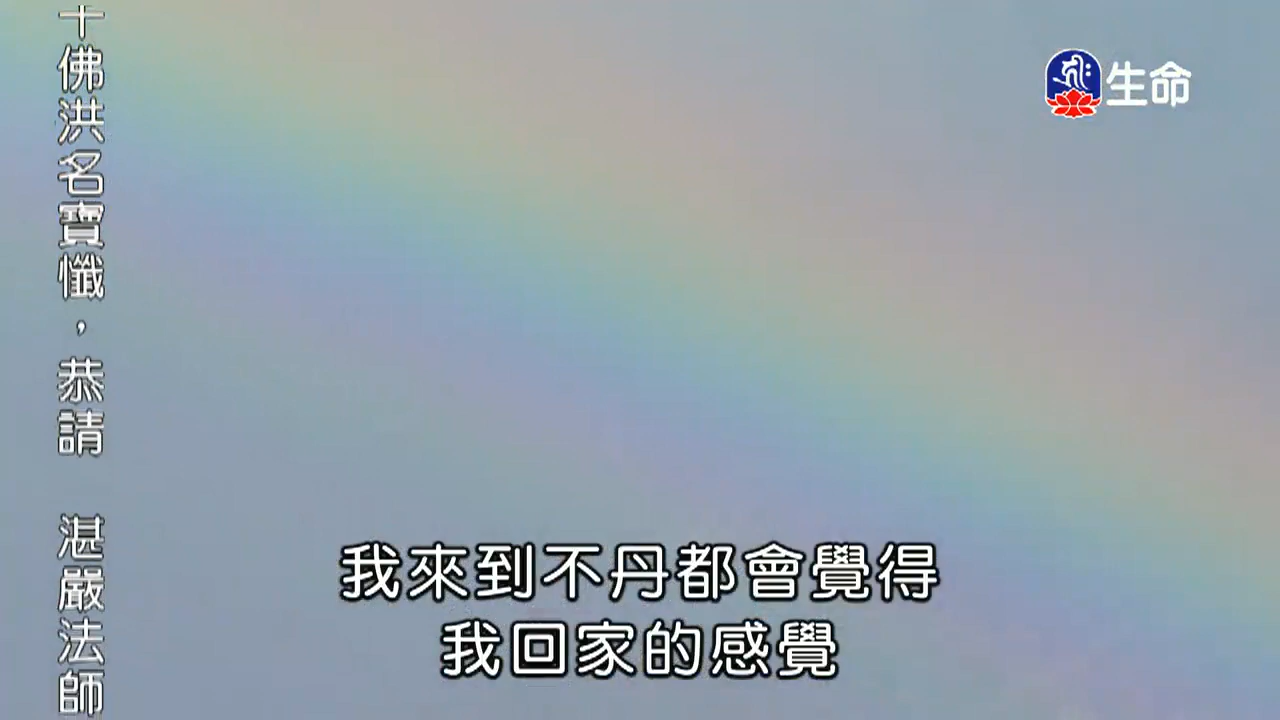 千佛洪名寶懺，恭請　湛嚴法師
生命
我來到不丹都會覺得
我回家的感覺